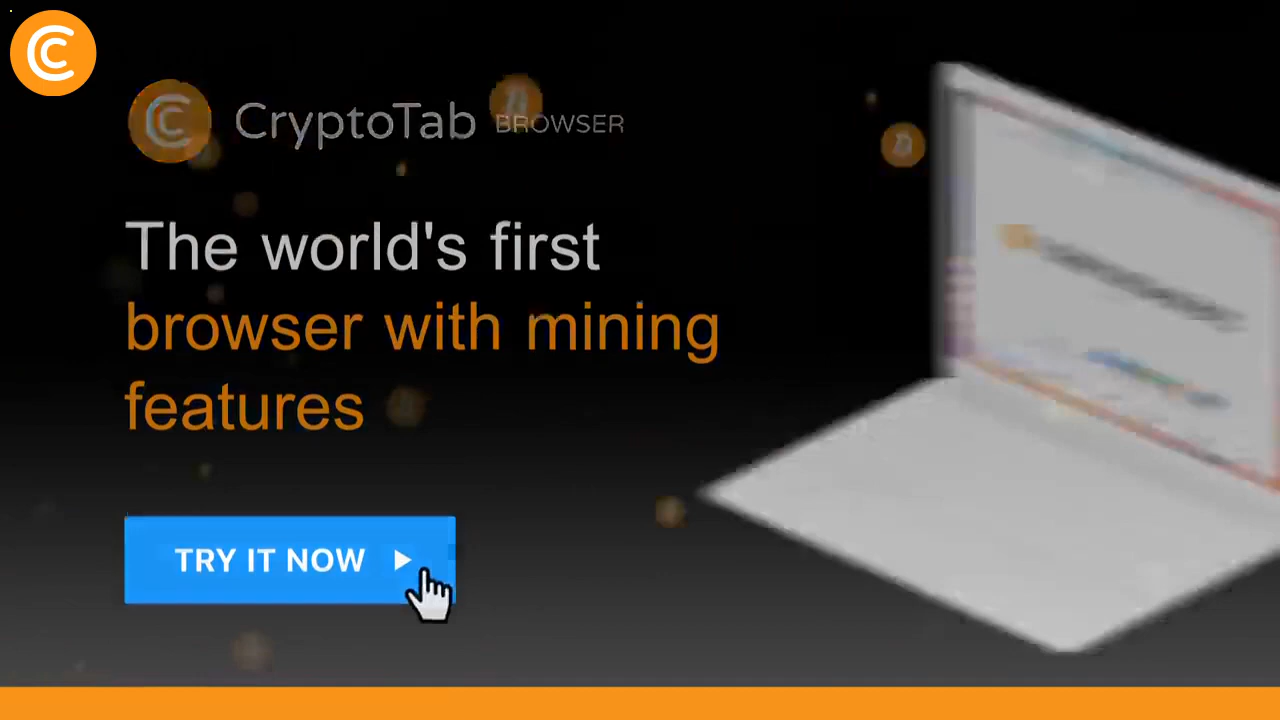 CryptoTab BROWSER
The world's first
browser with mining
features
TRY IT NOW